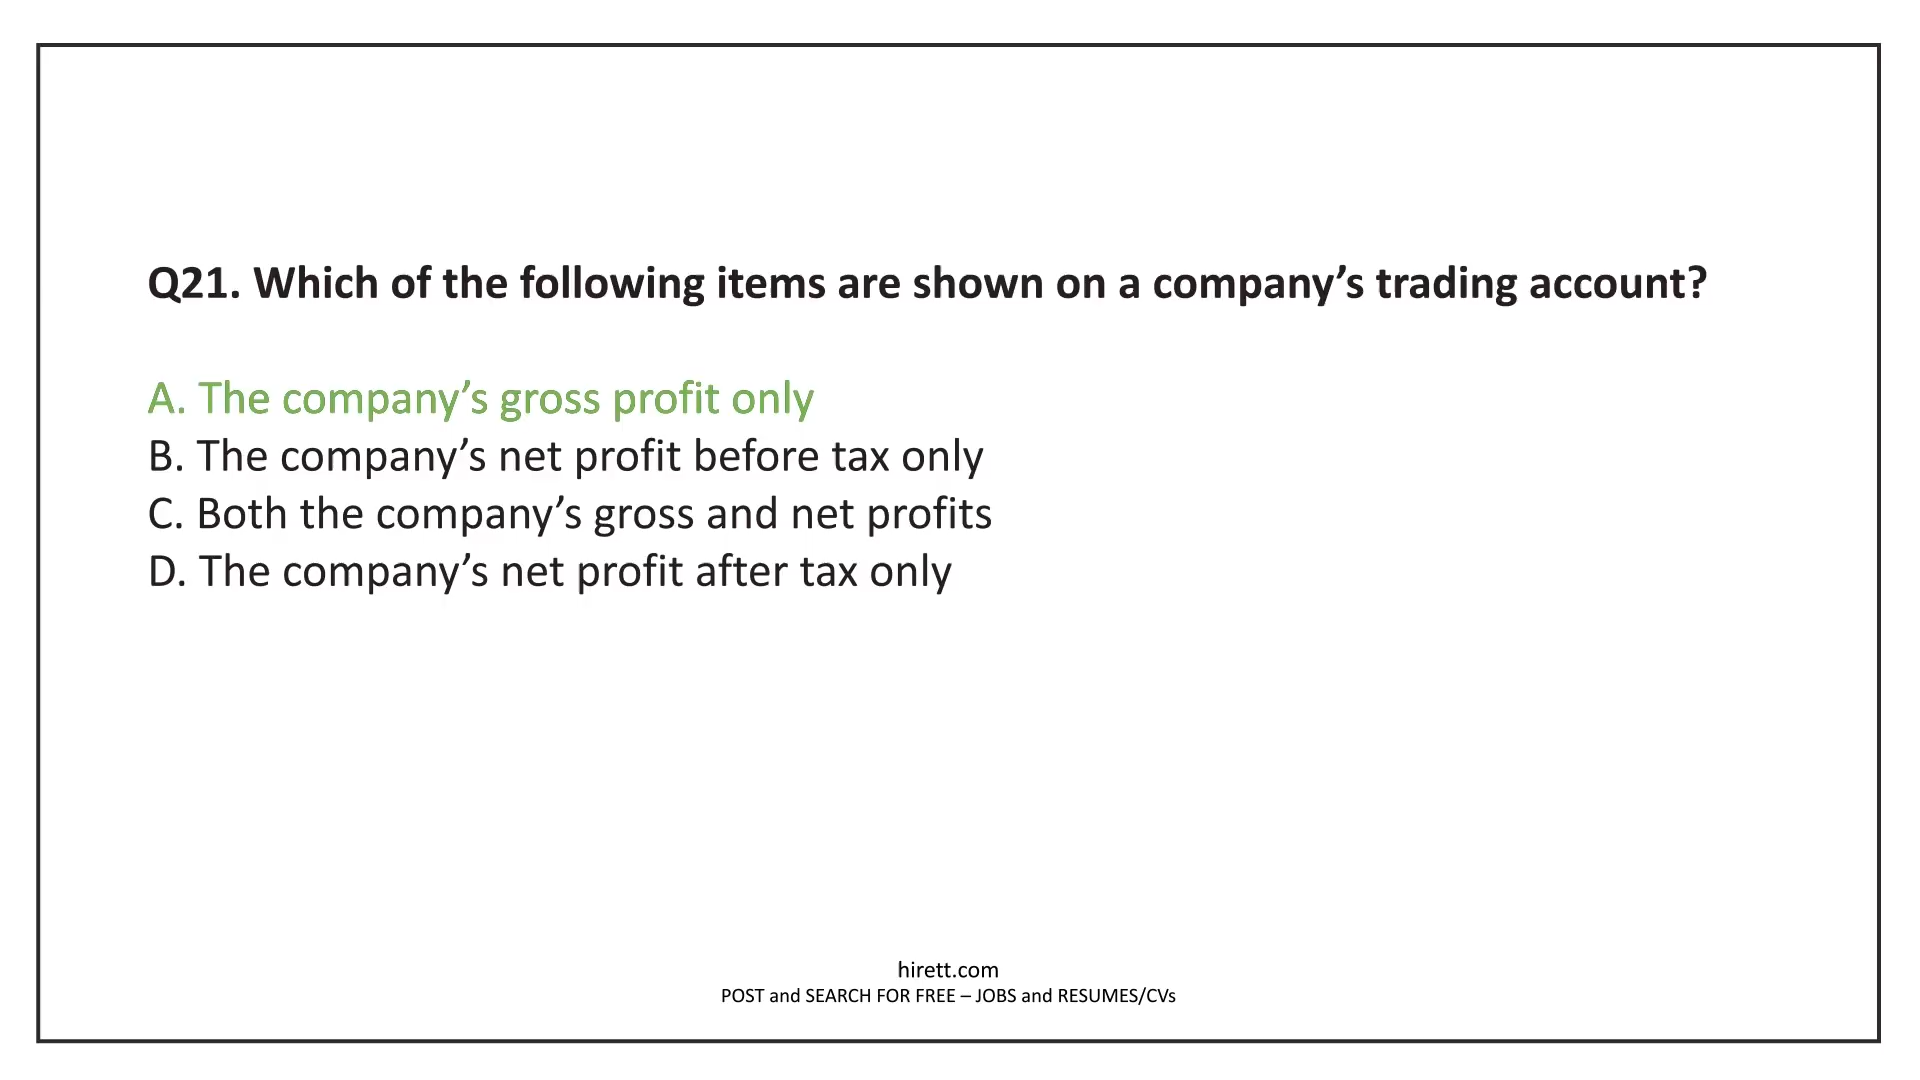 Q21. Which of the following items are shown on a company’s trading account?
A. The company’s gross profit only
B. The company’s net profit before tax only
C. Both the company’s gross and net profits
D. The company’s net profit after tax only
hirett.com
POST and SEARCH FOR FREE – JOBS and RESUMES/CVs